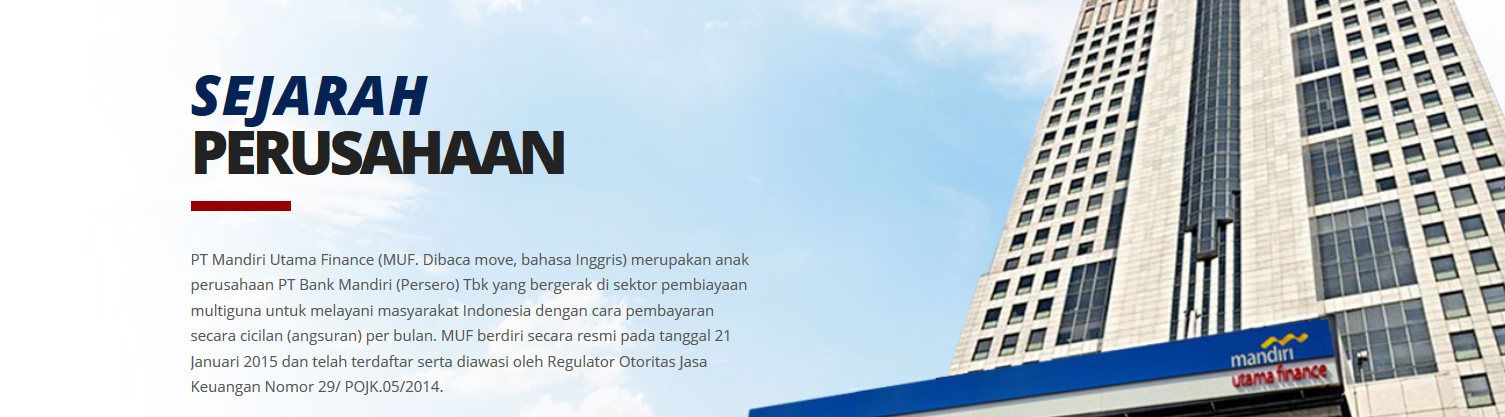 SEJARAH
PERUSAHAAN
PT Mandiri Utama Finance (MUF. Dibaca move, bahasa Inggris) merupakan anak
perusahaan PT Bank Mandiri (Persero) Tbk yang bergerak di sektor pembiayaan
multiguna untuk melayani masyarakat Indonesia dengan cara pembayaran
secara cicilan (angsuran) per bulan. MUF berdiri secara resmi pada tanggal 21
Januari 2015 dan telah terdaftar serta diawasi oleh Regulator Otoritas Jasa
Keuangan Nomor 29/ POJK.05/2014.
mandiri
utama finance